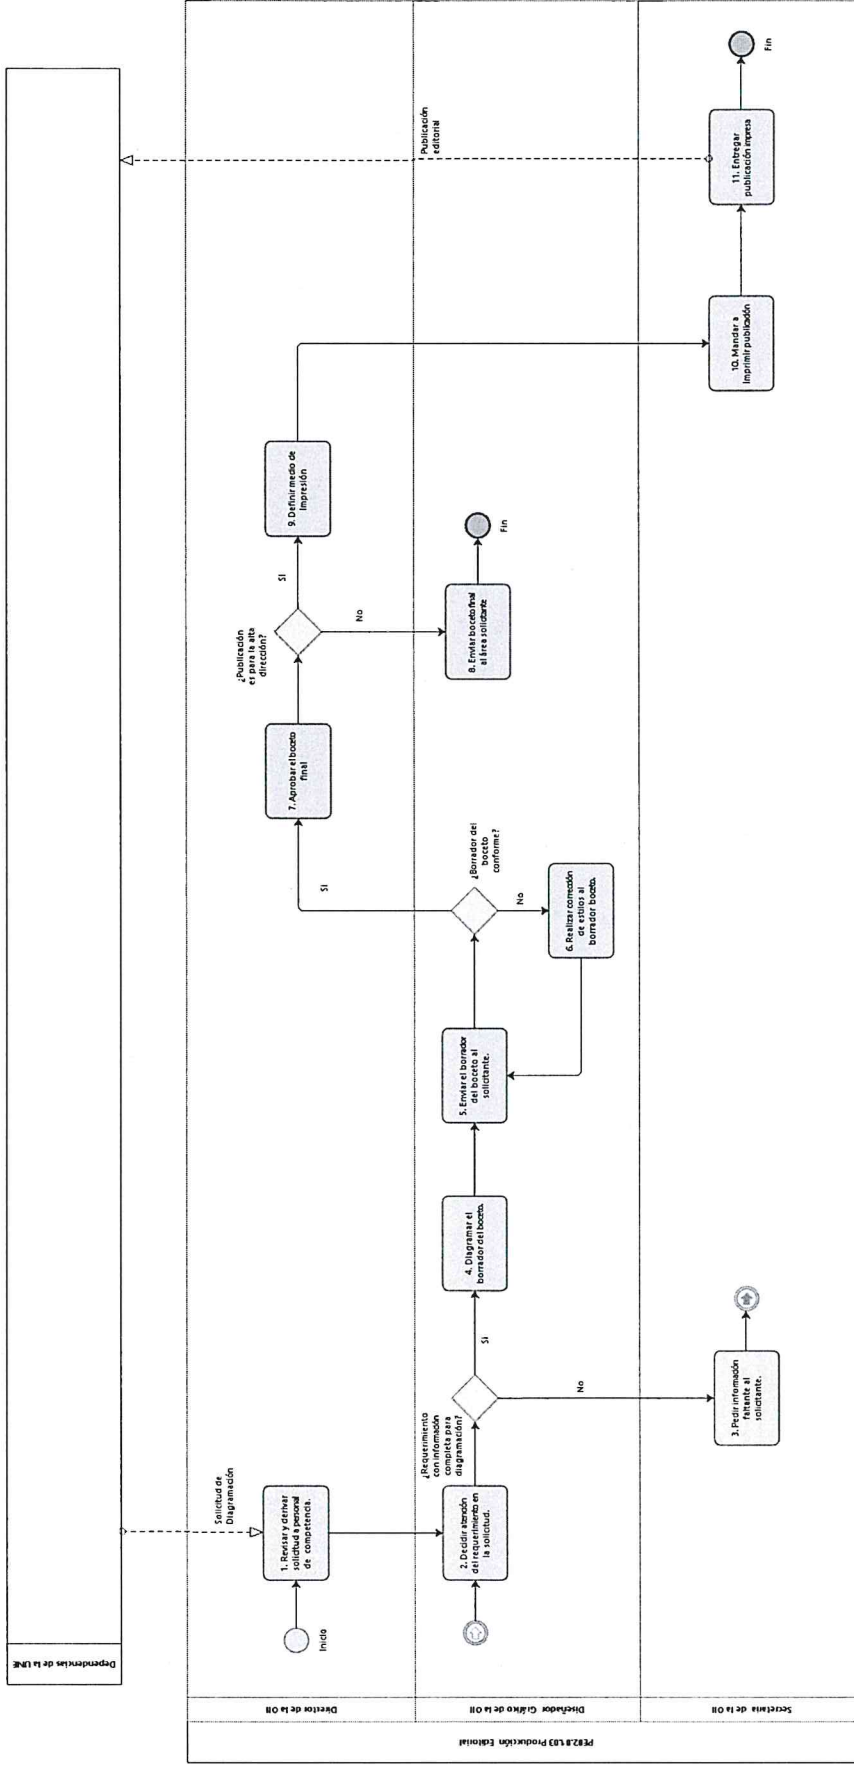 Dependencias de la UNE
Producción Editorial
Director de la OII
Diseñador Gráfico de la OII
Secretaria de la OII
Solicitud de
Diagramación
Inicio
1. Revisar y derivar
solicitud a personal
de competencia.
2. Decidir atención
del requerimiento en
la solicitud.
¿Requerimiento
con información
completa para
diagramación?
No
3. Pedir información
faltante al
solicitante.
Si
4. Diagramar el
borrador del boceto.
5. Enviar el borrador
del boceto al
solicitante.
¿Borrador del
boceto
conforme?
No
6. Realizar corrección
de estilos al
borrador boceto.
Si
7. Aprobar el boceto
final
¿Publicación
es para la alta
dirección?
No
8. Enviar boceto final
al área solicitante
Fin
Si
9. Definir medio de
Impresión
10. Mandar a
Imprimir publicación
11. Entregar
publicación impresa
Publicación
editorial
Fin